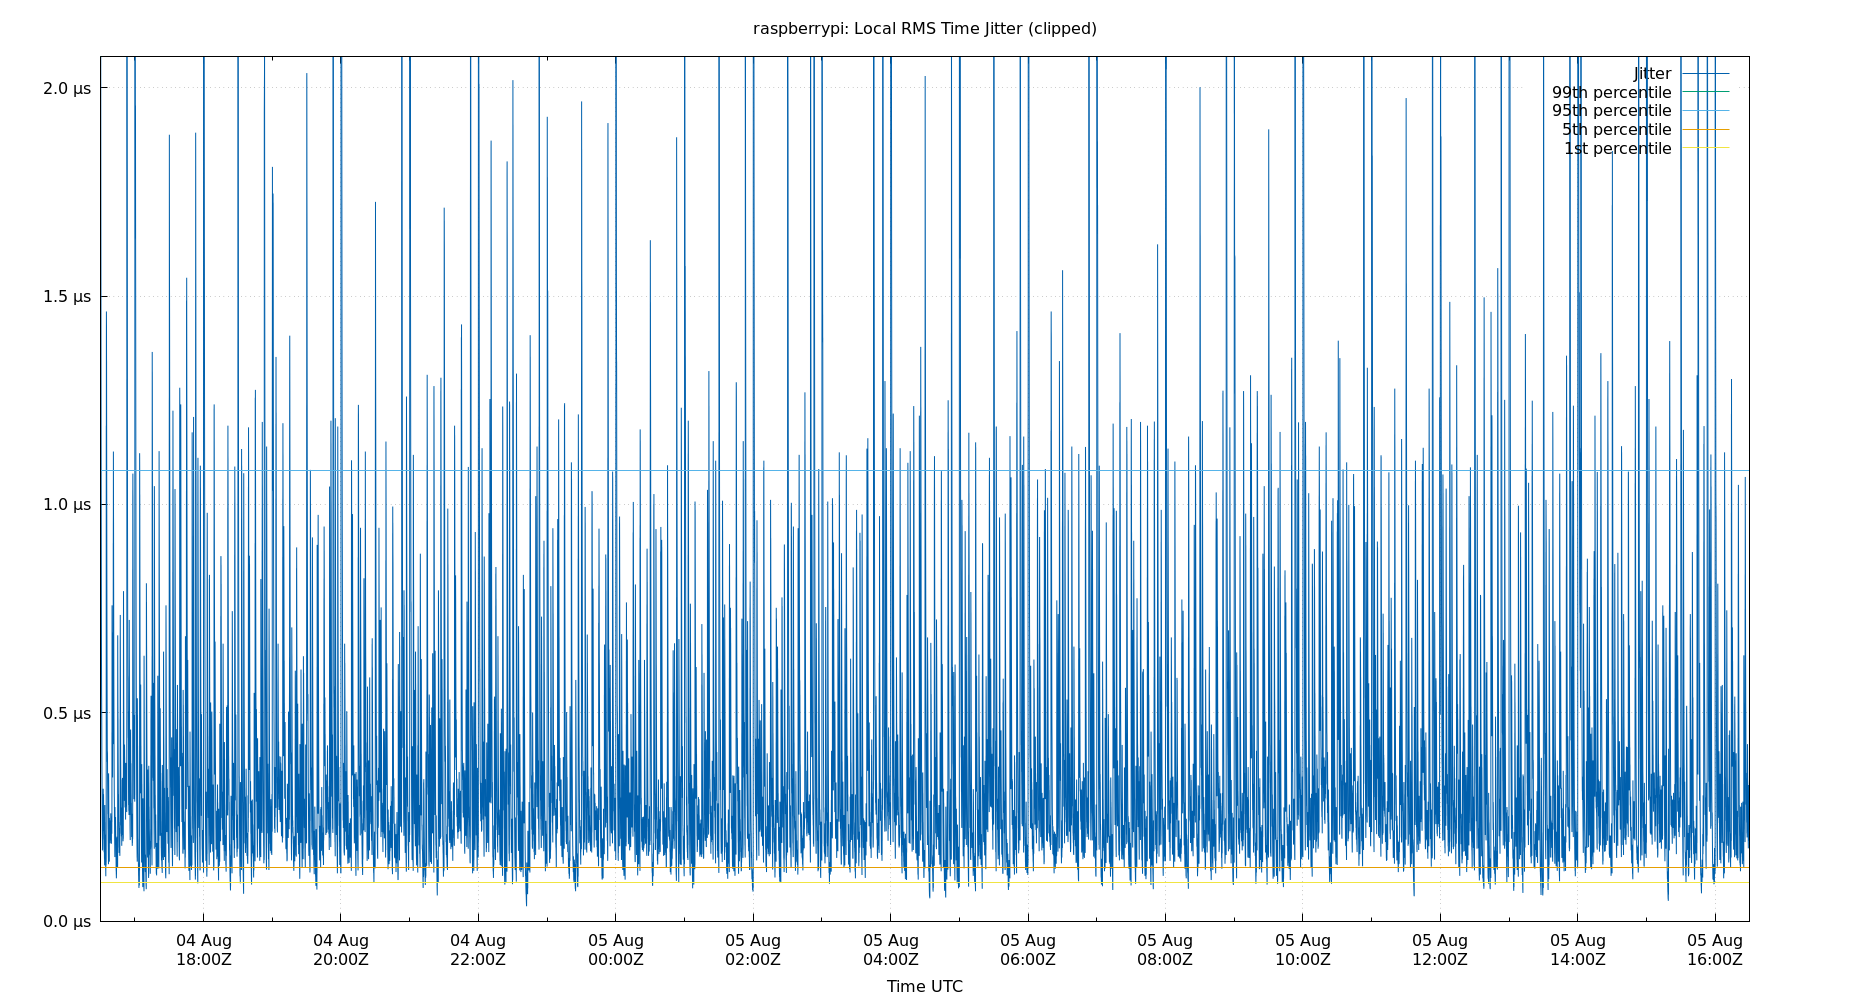 raspberrypi: Local RMS Time Jitter (clipped)
2.0 µs
1.5 µs
1.0 µs
0.5 µs
0.0 µs
Jitter
99th percentile
95th percentile
5th percentile
1st percentile
04 Aug 04 Aug 04 Aug 05 Aug 05 Aug 05 Aug 05 Aug 05 Aug 05 Aug 05 Aug 05 Aug 05 Aug
18:00Z 20:00Z 22:00Z 00:00Z 02:00Z 04:00Z 06:00Z 08:00Z 10:00Z 12:00Z 14:00Z 16:00Z
Time UTC